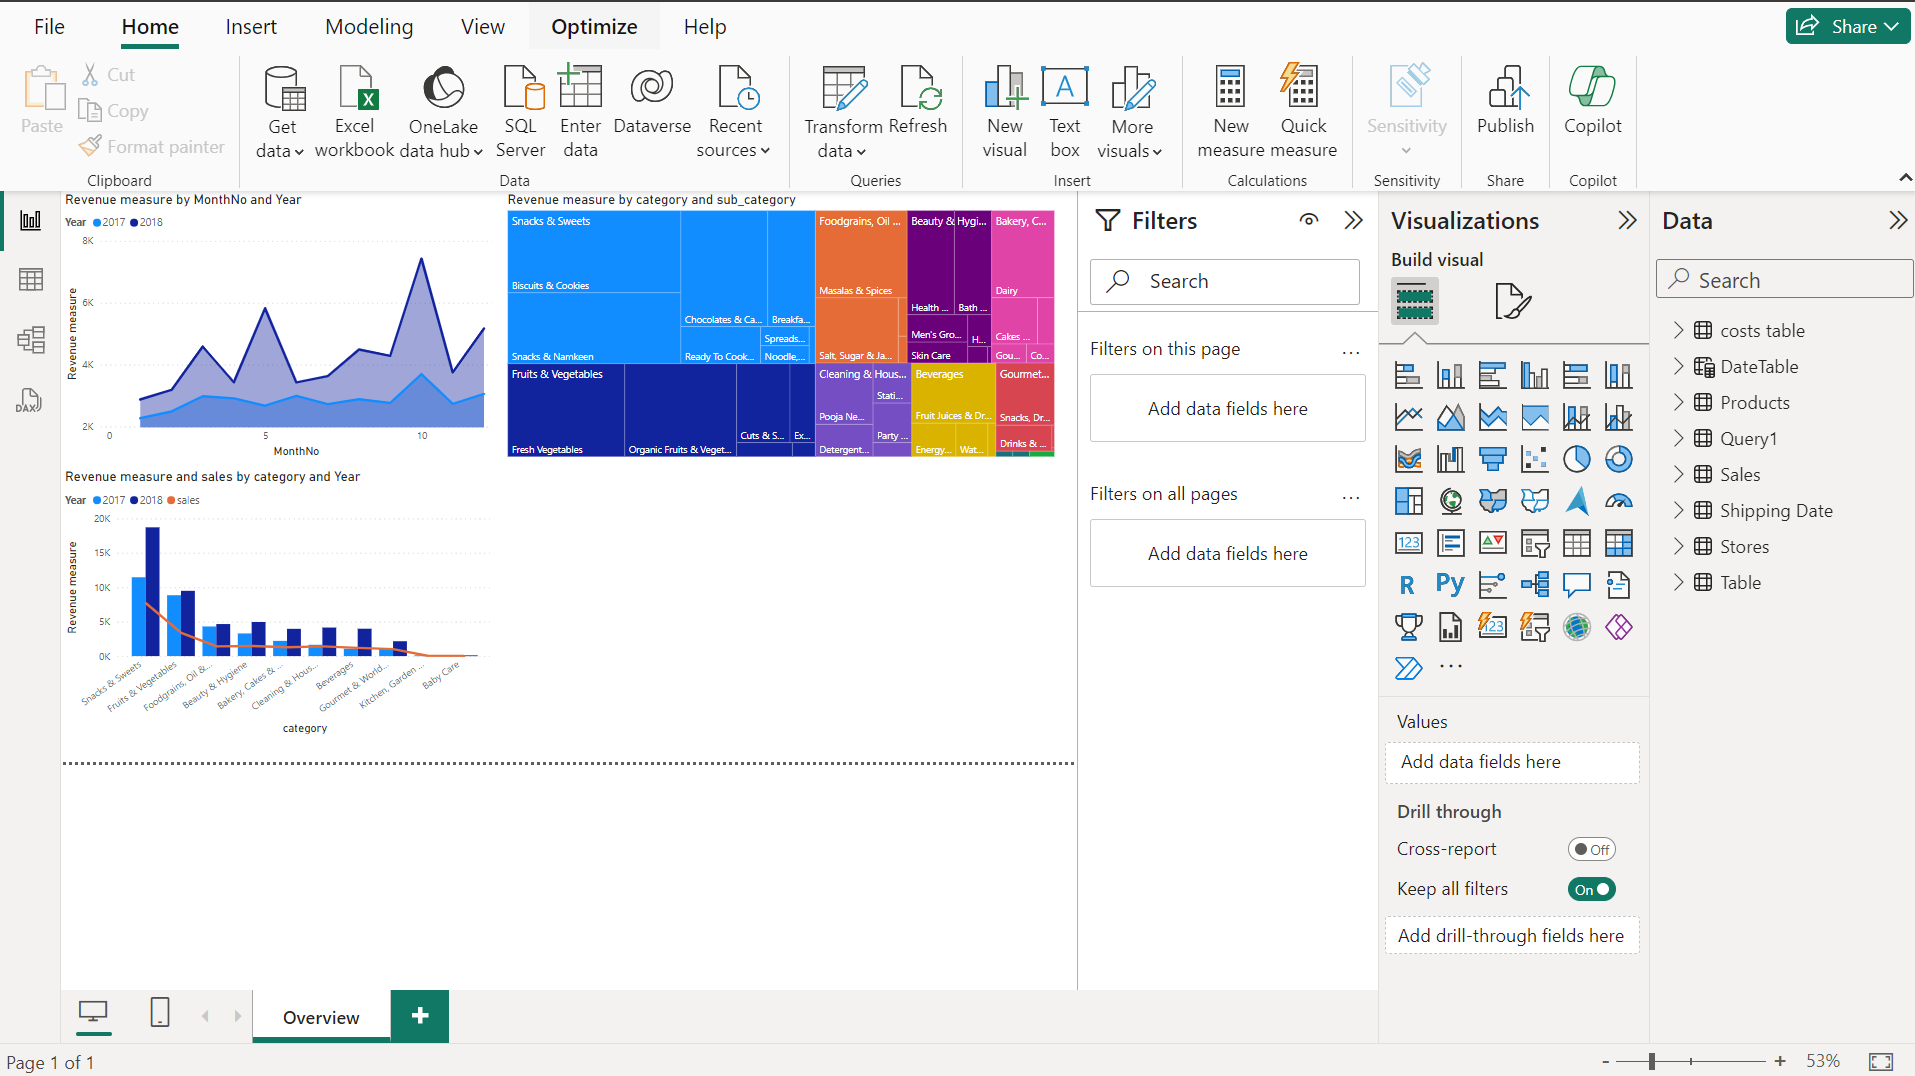 File Home Insert Modeling View Optimize Help Share
Paste Cut
Copy
Format painter
Clipboard
Get data
Excel workbook
OneLake data hub
SQL Server
Enter data
Dataverse
Recent sources
Data
Transform data
Refresh
Queries
New visual
Text box
More visuals
Insert
New measure
Quick measure
Calculations
Sensitivity
Sensitivity
Publish
Share
Copilot
Copilot
Revenue measure by MonthNo and Year
Year 2017 2018
8K
6K
4K
2K
Revenue measure
0 5 10
MonthNo
Revenue measure by category and sub_category
Snacks & Sweets
Biscuits & Cookies
Snacks & Namkeen
Chocolates & Ca...
Breakfa...
Ready To Cook...
Spreads...
Noodle,...
Foodgrains, Oil ...
Masalas & Spices
Salt, Sugar & Ja...
Beauty & Hygi...
Health ...
Bath ...
Men's Gro...
H...
Skin Care
Bakery, C...
Dairy
Cakes ...
Gou...
Co...
Fruits & Vegetables
Fresh Vegetables
Organic Fruits & Veget...
Cuts & S...
Ex...
Cleaning & Hous...
Stati...
Pooja Ne...
Party ...
Detergent...
Beverages
Fruit Juices & Dr...
Energy...
Wat...
Gourmet...
Snacks, Dr...
Drinks & ...
Revenue measure and sales by category and Year
Year 2017 2018 sales
20K
15K
10K
5K
0K
Revenue measure
Snacks & Sweets
Fruits & Vegetables
Foodgrains, Oil &...
Beauty & Hygiene
Bakery, Cakes & ...
Cleaning & Hous...
Beverages
Gourmet & World...
Kitchen, Garden ...
Baby Care
category
Filters
Search
Filters on this page ...
Add data fields here
Filters on all pages ...
Add data fields here
Visualizations
Build visual
123
R Py
123
...
Values
Add data fields here
Drill through
Cross-report Off
Keep all filters On
Add drill-through fields here
Data
Search
costs table
DateTable
Products
Query1
Sales
Shipping Date
Stores
Table
DAX
Overview +
Page 1 of 1
- + 53%